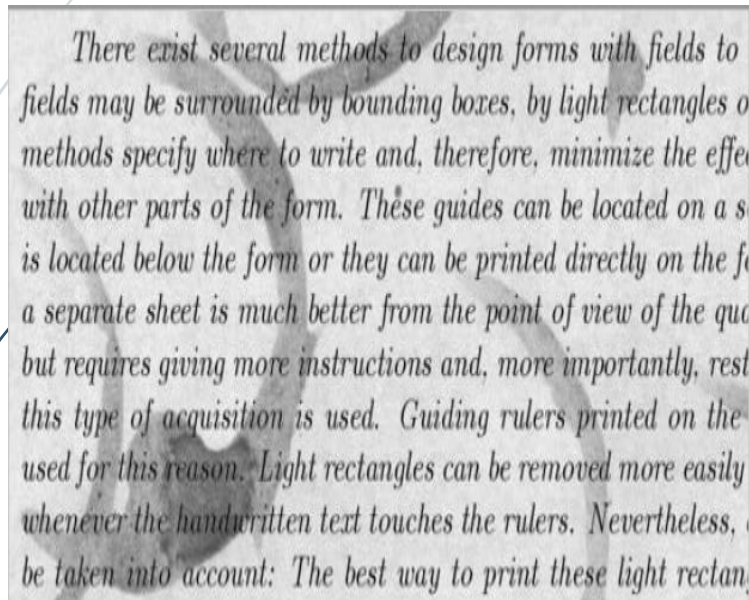 There exist several methods to design forms with fields to
fields may be surrounded by bounding boxes, by light rectangles o
methods specify where to write and, therefore, minimize the effe
with other parts of the form. These guides can be located on a s
is located below the form or they can be printed directly on the fo
a separate sheet is much better from the point of view of the qua
but requires giving more instructions and, more importantly, rest
this type of acquisition is used. Guiding rulers printed on the
used for this reason. Light rectangles can be removed more easily
whenever the handwritten text touches the rulers. Nevertheless,
be taken into account: The best way to print these light rectan